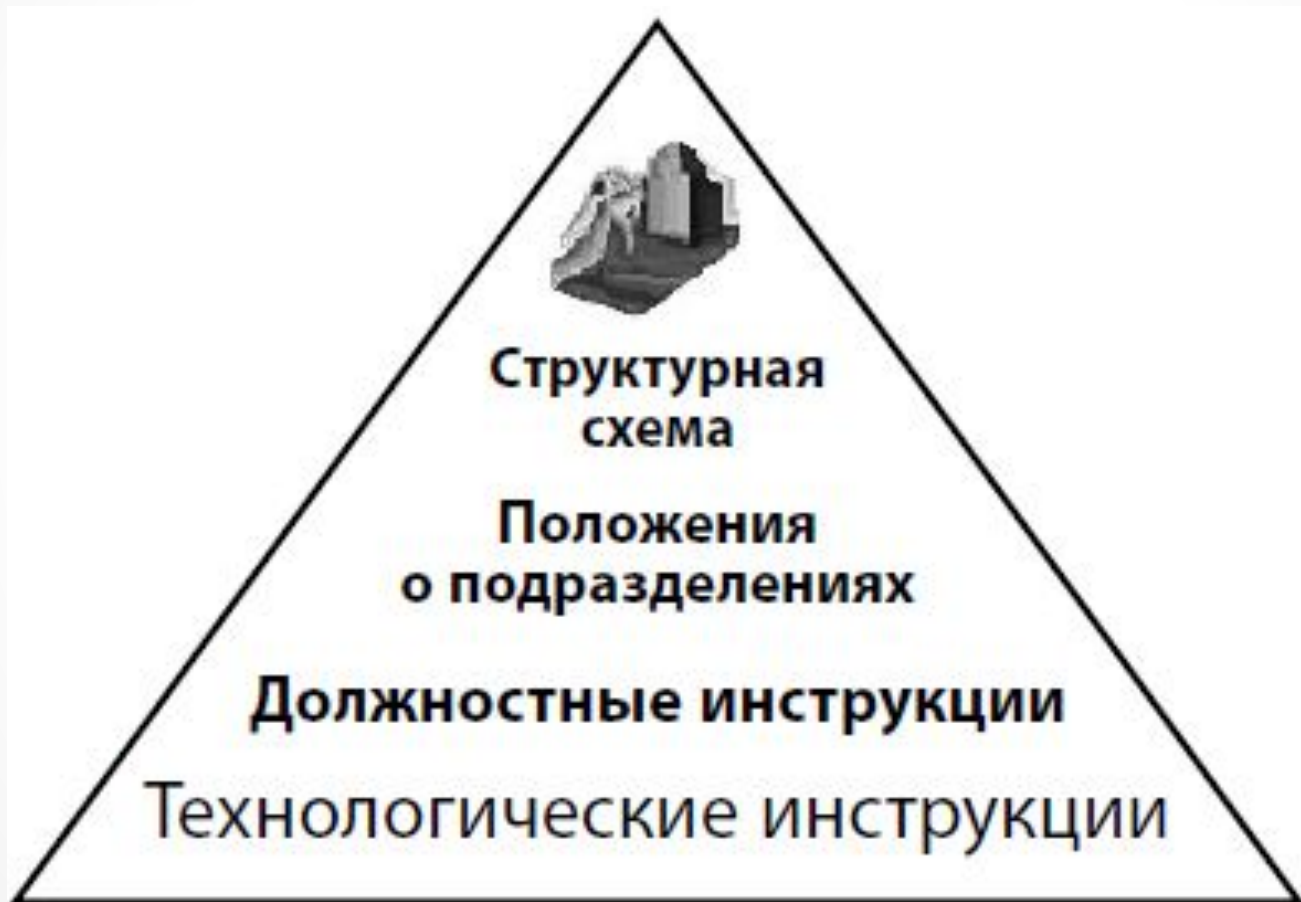 Структурная
схема
Положения
о подразделениях
Должностные инструкции
Технологические инструкции